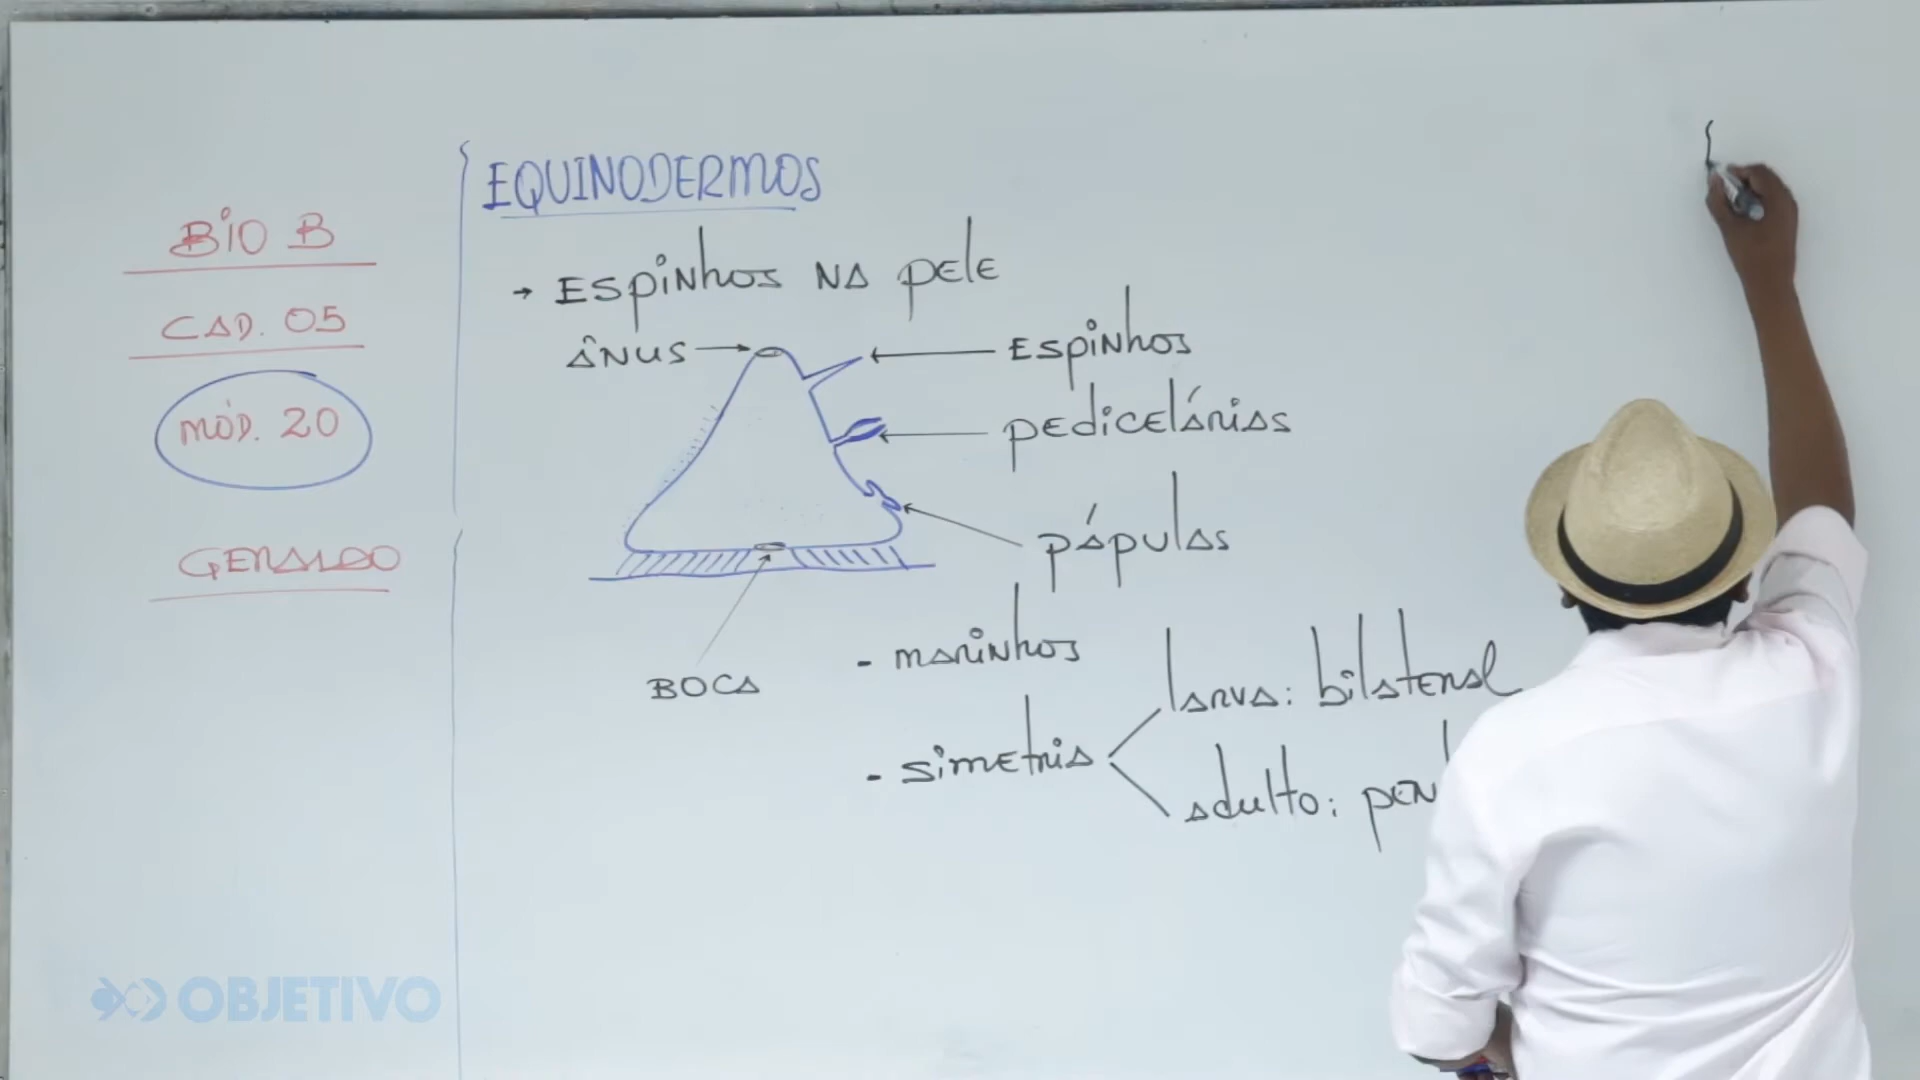 BIO B
CAD. 05
MÓD. 20
GERALDO
EQUINODERMOS
→ ESPINHOS NA PELE
ÂNUS
ESPINHOS
PEDICELÁRIAS
PÁPULAS
BOCA
- MARINHOS
- SIMETRIA
LARVA: BILATERAL
ADULTO: PEN
OBJETIVO